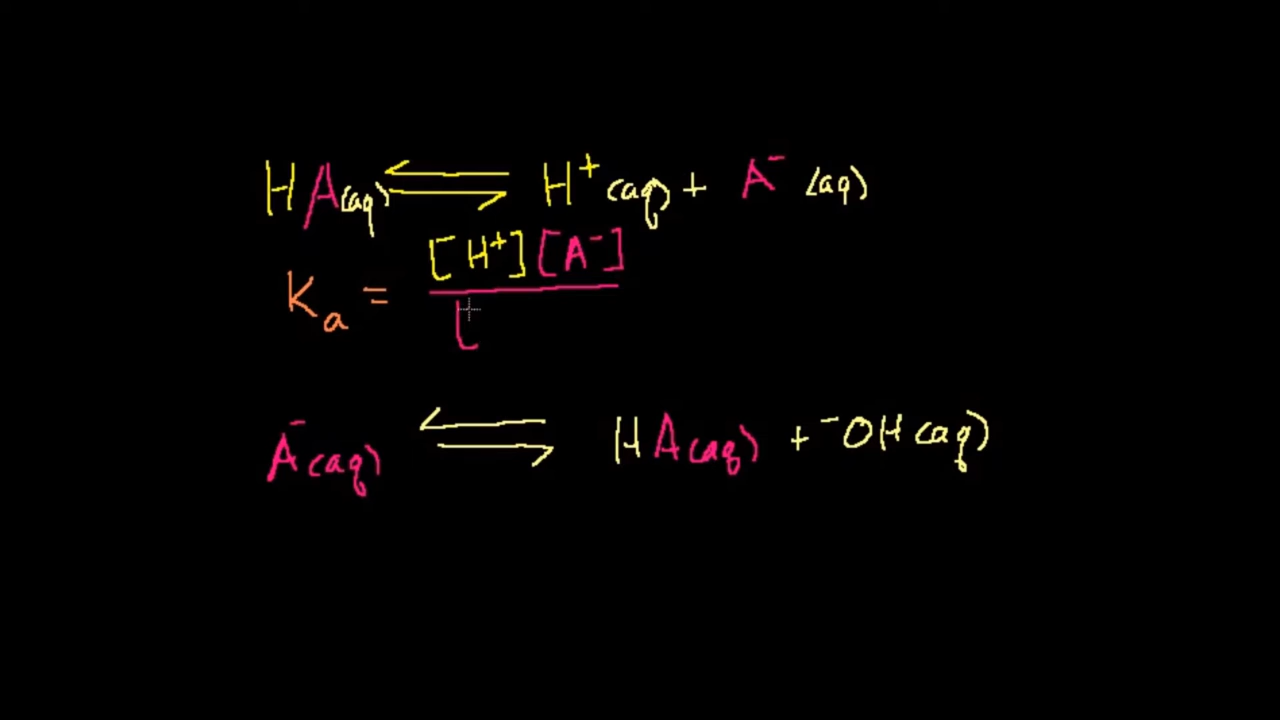 HA(aq) ⇌ H⁺(aq) + A⁻ (aq)
[H⁺][A⁻]
Kₐ =
[
A⁻(aq) ⇌ HA(aq) + ⁻OH(aq)